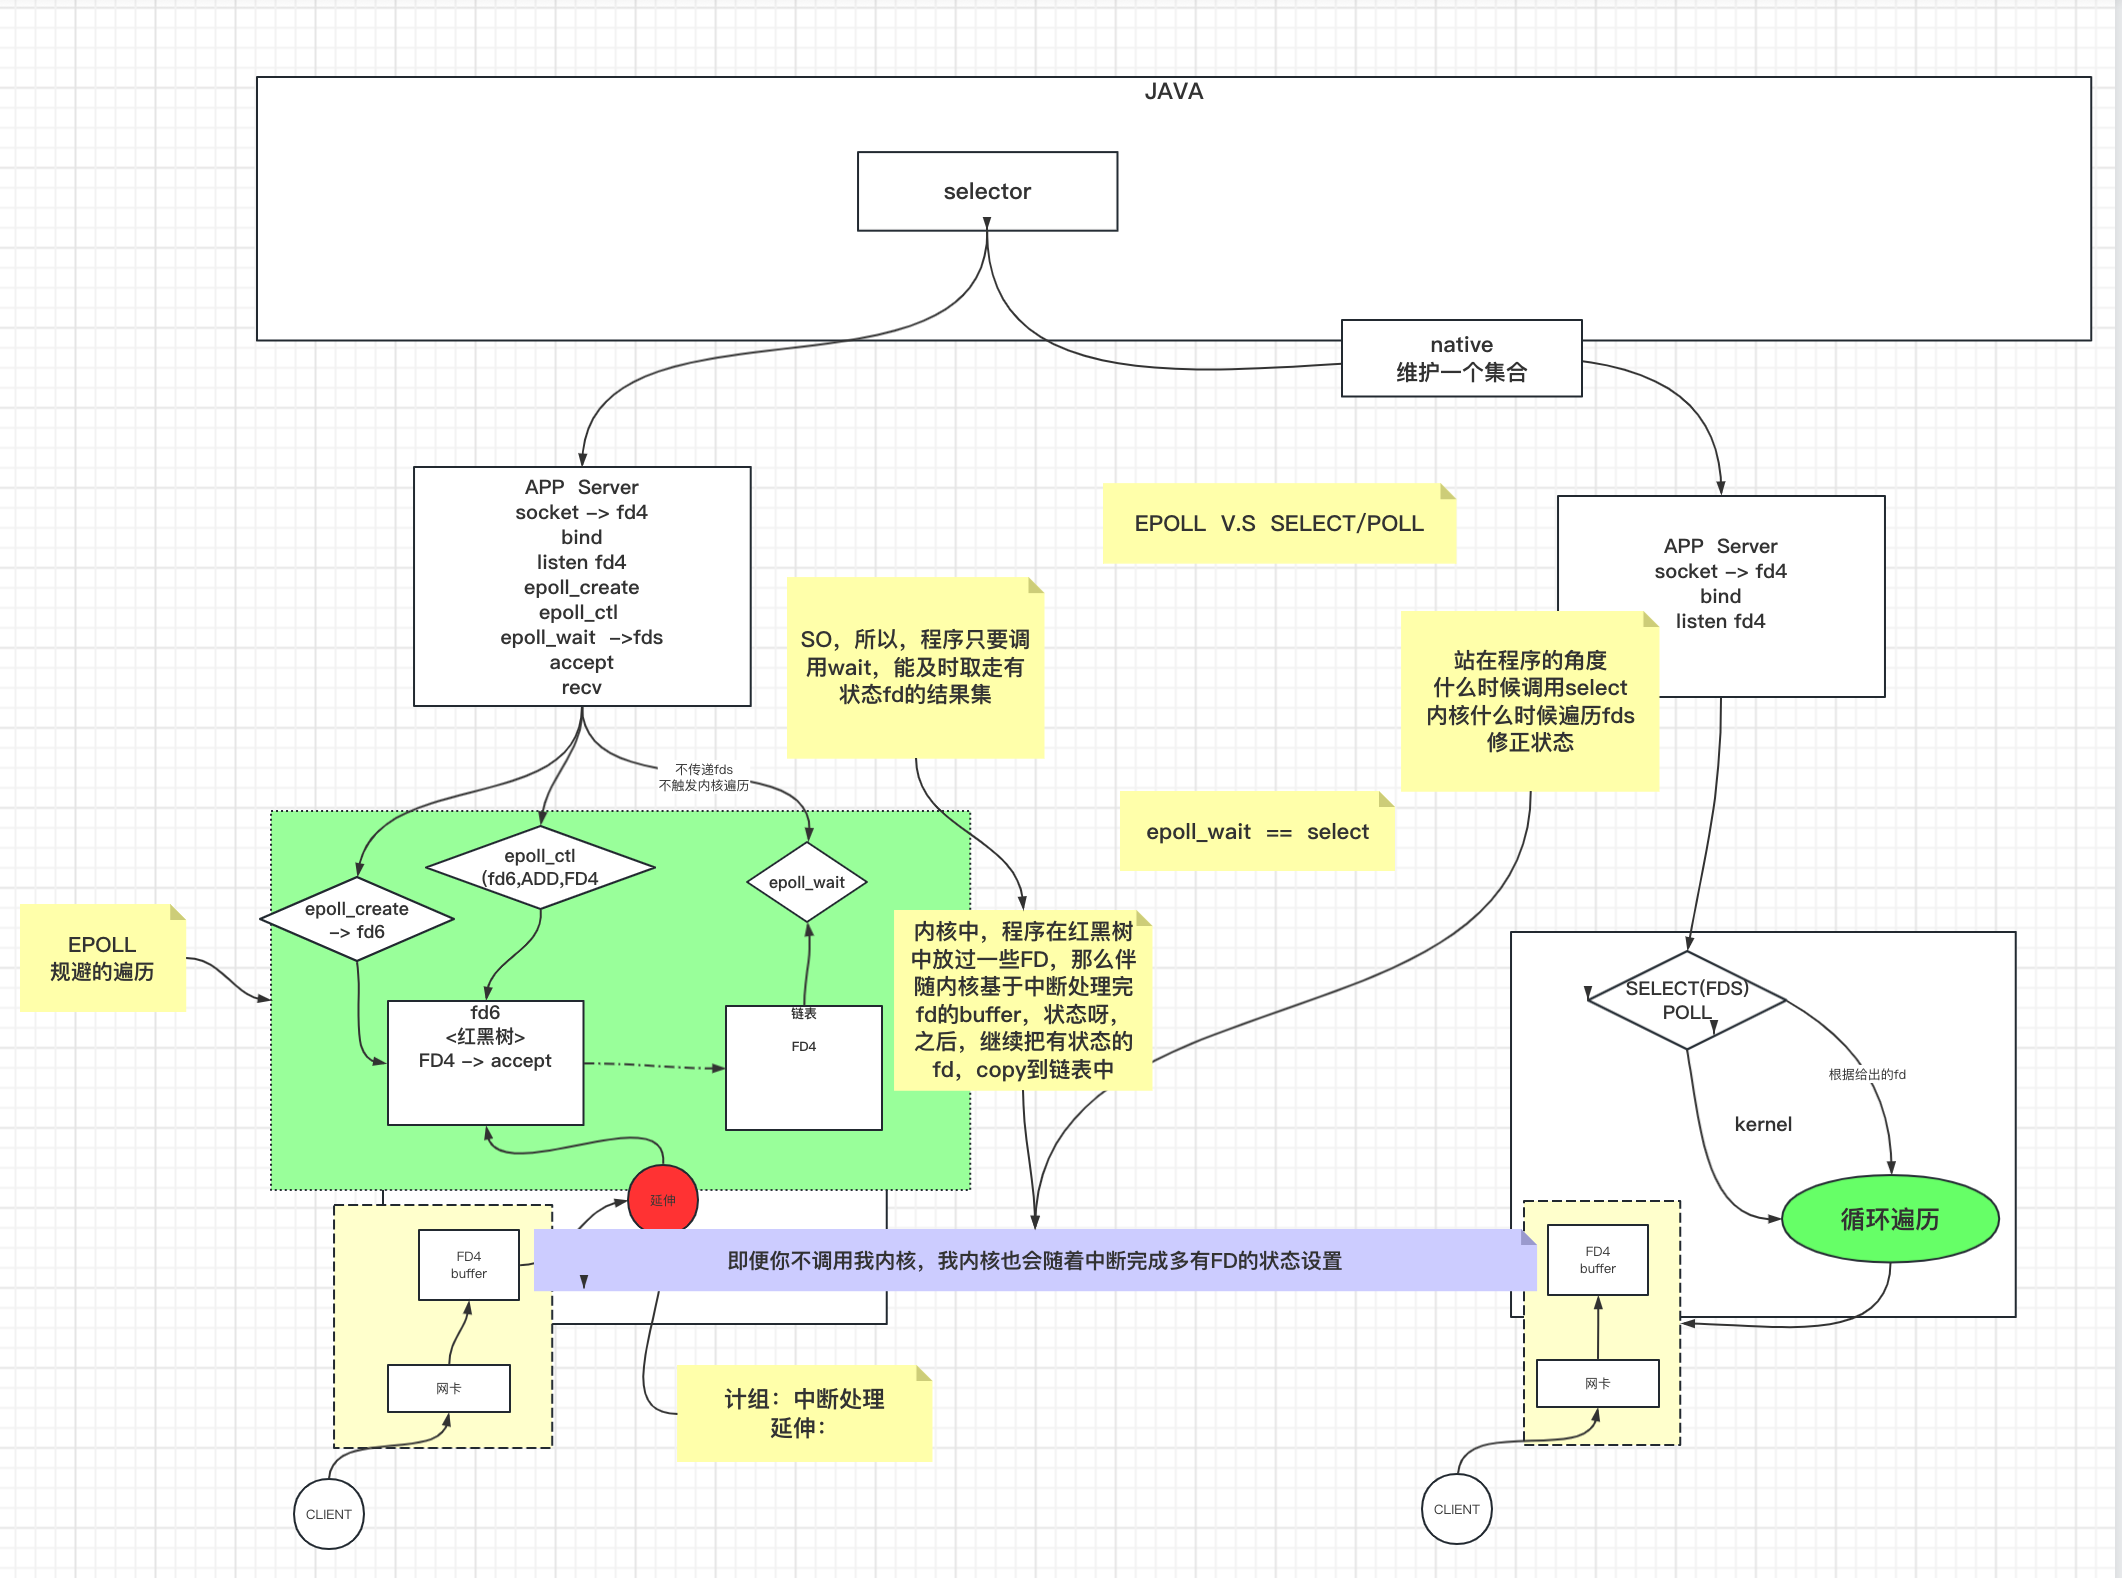 JAVA
selector
native
维护一个集合
APP Server
socket -> fd4
bind
listen fd4
epoll_create
epoll_ctl
epoll_wait ->fds
accept
recv
EPOLL V.S SELECT/POLL
APP Server
socket -> fd4
bind
listen fd4
SO，所以，程序只要调
用wait，能及时取走有
状态fd的结果集
站在程序的角度
什么时候调用select
内核什么时候遍历fds
修正状态
不传递fds
不触发内核遍历
epoll_wait == select
epoll_ctl
(fd6,ADD,FD4
epoll_wait
epoll_create
-> fd6
EPOLL
规避的遍历
内核中，程序在红黑树
中放过一些FD，那么伴
随内核基于中断处理完
fd的buffer，状态呀，
之后，继续把有状态的
fd，copy到链表中
SELECT(FDS)
POLL
fd6
<红黑树>
FD4 -> accept
链表
FD4
根据给出的fd
kernel
延伸
循环遍历
FD4
buffer
即便你不调用我内核，我内核也会随着中断完成多有FD的状态设置
FD4
buffer
网卡
计组：中断处理
延伸：
网卡
CLIENT
CLIENT